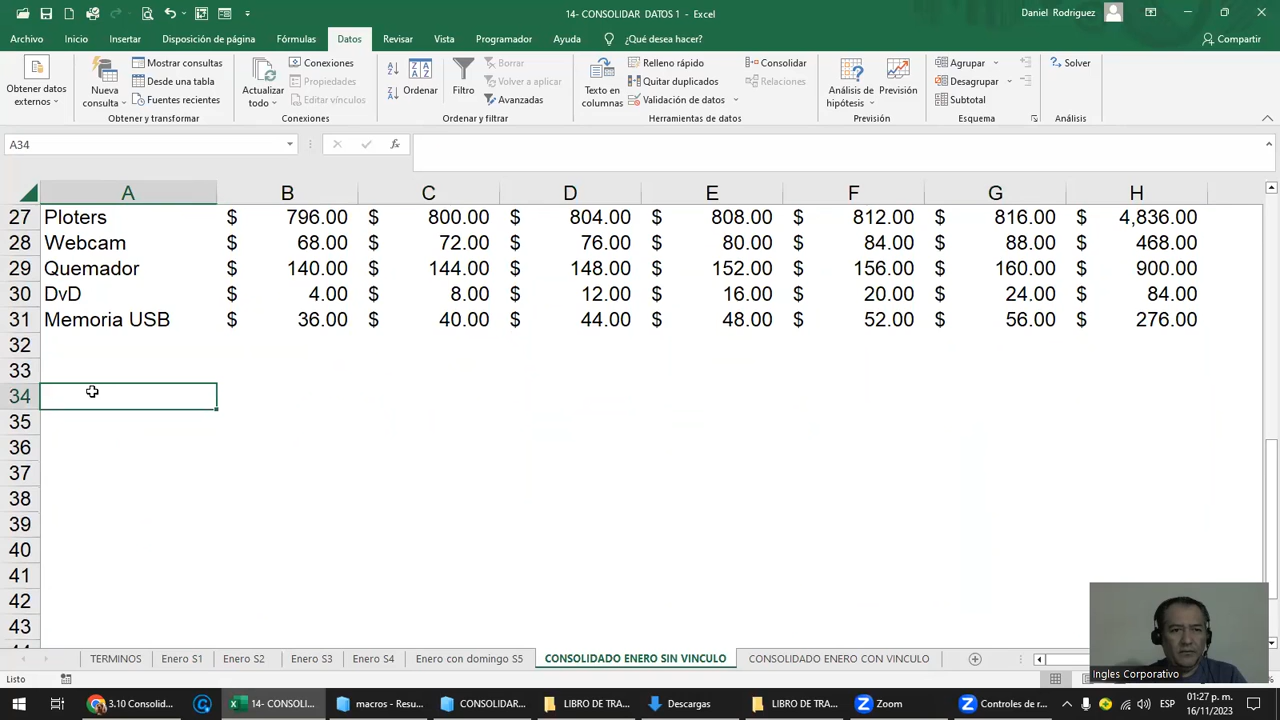 14- CONSOLIDAR DATOS 1 - Excel
Daniel Rodriguez
Archivo Inicio Insertar Disposición de página Fórmulas Datos Revisar Vista Programador Ayuda ¿Qué desea hacer? Compartir
Obtener datos externos
Nueva consulta
Mostrar consultas
Desde una tabla
Fuentes recientes
Obtener y transformar
Actualizar todo
Conexiones
Propiedades
Editar vínculos
Conexiones
Ordenar
Filtro
Borrar
Volver a aplicar
Avanzadas
Ordenar y filtrar
Texto en columnas
Relleno rápido
Quitar duplicados
Validación de datos
Consolidar
Relaciones
Herramientas de datos
Análisis de hipótesis
Previsión
Previsión
Agrupar
Desagrupar
Subtotal
Esquema
Solver
Análisis
A34
A B C D E F G H
27 Ploters $ 796.00 $ 800.00 $ 804.00 $ 808.00 $ 812.00 $ 816.00 $ 4,836.00
28 Webcam $ 68.00 $ 72.00 $ 76.00 $ 80.00 $ 84.00 $ 88.00 $ 468.00
29 Quemador $ 140.00 $ 144.00 $ 148.00 $ 152.00 $ 156.00 $ 160.00 $ 900.00
30 DvD $ 4.00 $ 8.00 $ 12.00 $ 16.00 $ 20.00 $ 24.00 $ 84.00
31 Memoria USB $ 36.00 $ 40.00 $ 44.00 $ 48.00 $ 52.00 $ 56.00 $ 276.00
32
33
34
35
36
37
38
39
40
41
42
43
TERMINOS Enero S1 Enero S2 Enero S3 Enero S4 Enero con domingo S5 CONSOLIDADO ENERO SIN VINCULO CONSOLIDADO ENERO CON VINCULO
Ingles Corporativo
Listo
3.10 Consolid... 14- CONSOLI... macros - Resu... CONSOLIDAR... LIBRO DE TRA... Descargas LIBRO DE TRA... Zoom Controles de r... ESP 01:27 p. m.
16/11/2023